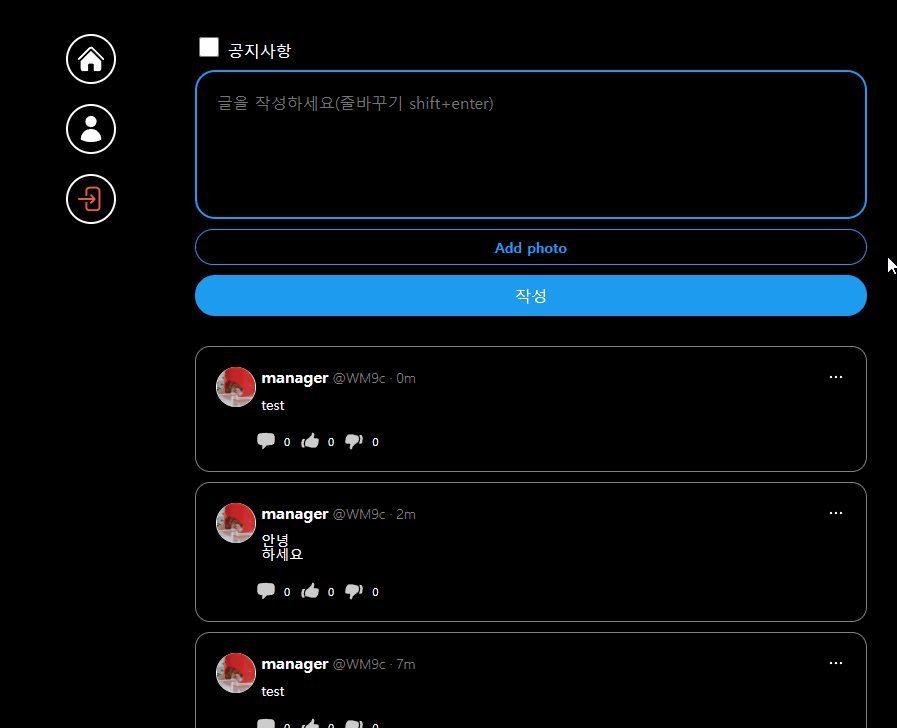 공지사항
글을 작성하세요(줄바꾸기 shift+enter)
Add photo
작성
manager @WM9c · 0m
test
0 0 0
manager @WM9c · 2m
안녕
하세요
0 0 0
manager @WM9c · 7m
test
0 0 0